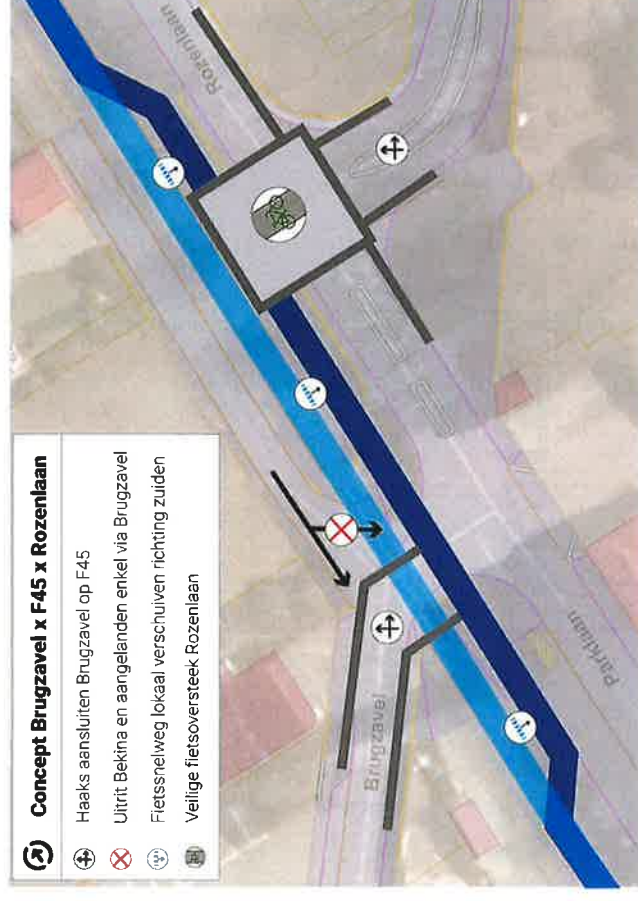 Concept Brugzavel x F45 x Rozenlaan
Haaks aansluiten Brugzavel op F45
Uitrit Bekina en aangelanden enkel via Brugzavel
Fietssnelweg lokaal verschuiven richting zuiden
Veilige fietsoversteek Rozenlaan
Rozenlaan
Brugzavel
Parklaan